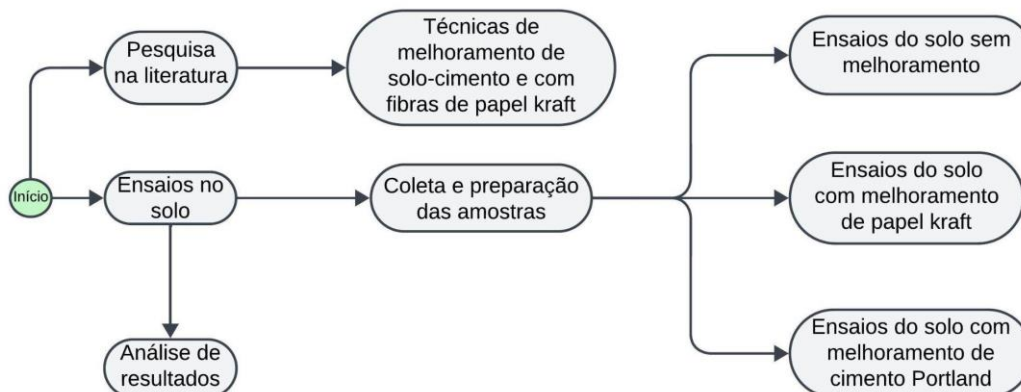 Pesquisa
na literatura
Técnicas de
melhoramento de
solo-cimento e com
fibras de papel kraft
Ensaios do solo sem
melhoramento
Início
Ensaios no
solo
Coleta e preparação
das amostras
Ensaios do solo
com melhoramento
de papel kraft
Análise de
resultados
Ensaios do solo com
melhoramento de
cimento Portland